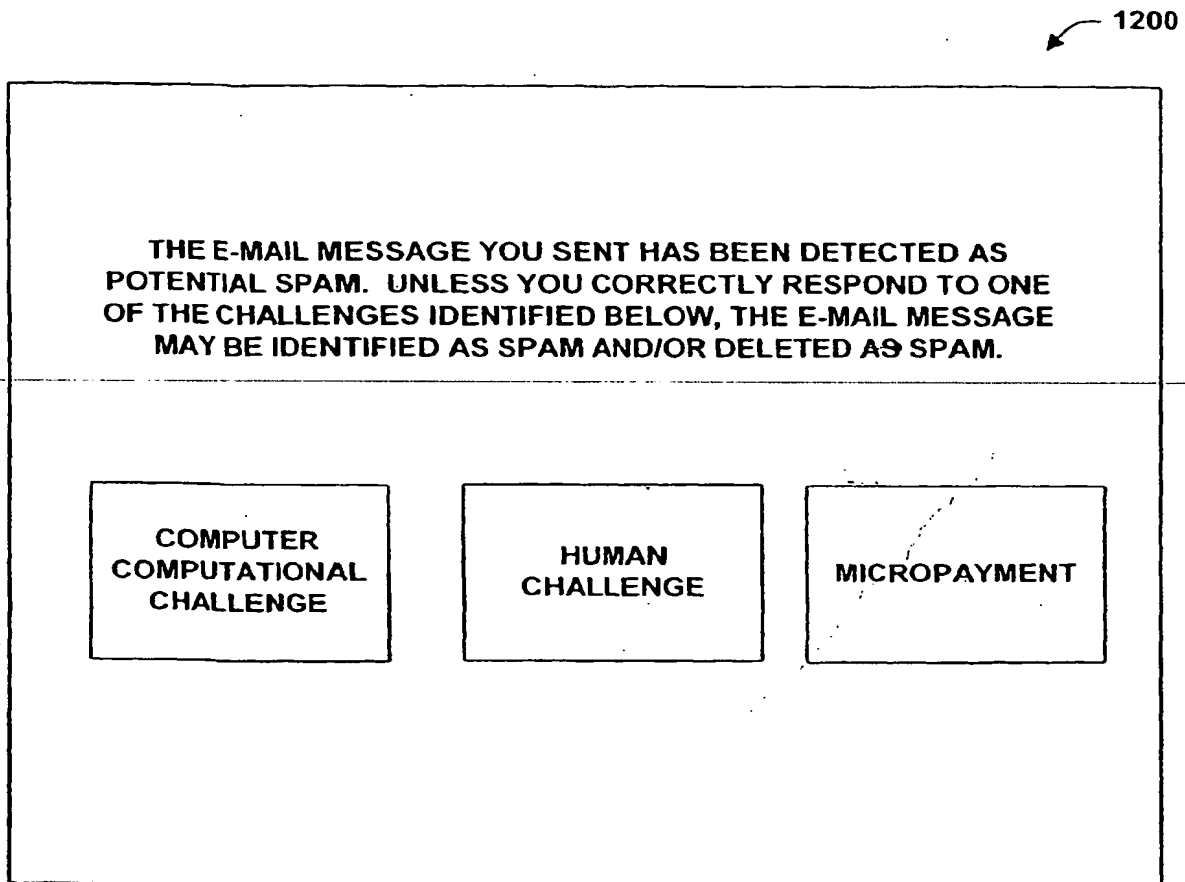 1200
THE E-MAIL MESSAGE YOU SENT HAS BEEN DETECTED AS
POTENTIAL SPAM. UNLESS YOU CORRECTLY RESPOND TO ONE
OF THE CHALLENGES IDENTIFIED BELOW, THE E-MAIL MESSAGE
MAY BE IDENTIFIED AS SPAM AND/OR DELETED AS SPAM.
COMPUTER
COMPUTATIONAL
CHALLENGE
HUMAN
CHALLENGE
MICROPAYMENT